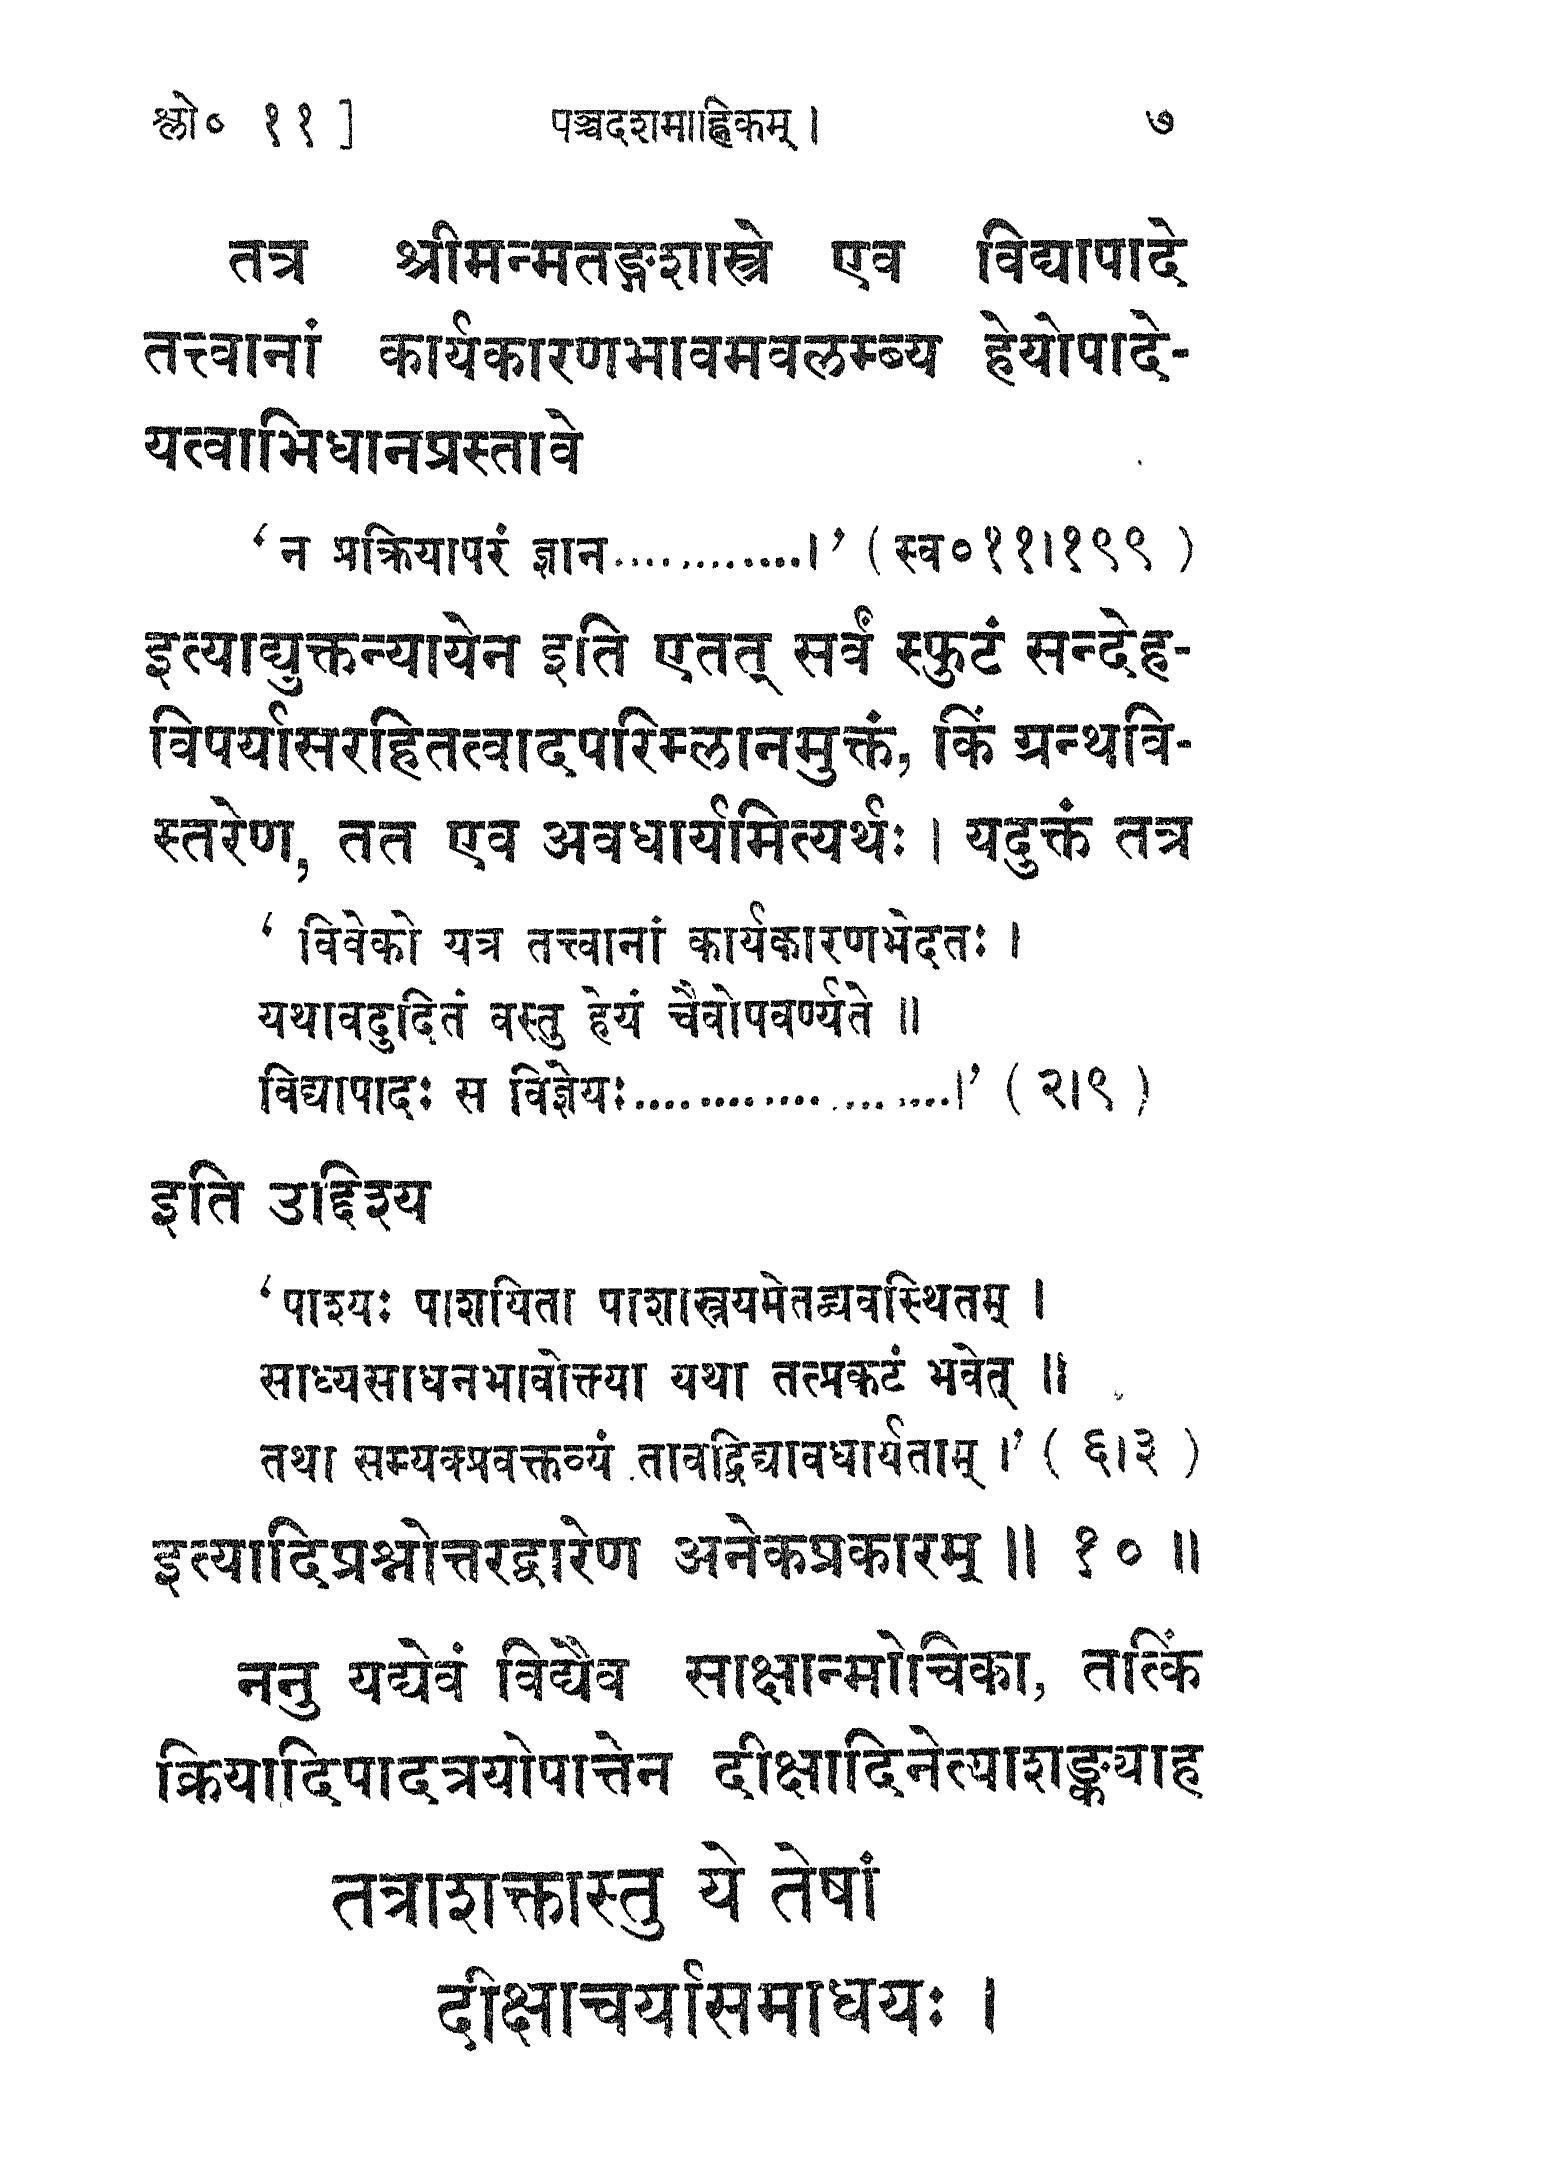 श्लो० ११ ] पञ्चदशमाह्निकम् । ७
तत्र श्रीमन्मतङ्गशास्त्रे एव विद्यापादे
तत्त्वानां कार्यकारणभावमवलम्ब्य हेयोपादे-
यत्वाभिधानप्रस्तावे
‘ न प्रक्रियापरं ज्ञान............।’ ( स्व०११।१९९ )
इत्याद्युक्तन्यायेन इति एतत् सर्वं स्फुटं सन्देह-
विपर्यासरहितत्वादपरिम्लानमुक्तं, किं ग्रन्थवि-
स्तरेण, तत एव अवधार्यमित्यर्थः । यदुक्तं तत्र
‘ विवेको यत्र तत्त्वानां कार्यकारणभेदतः ।
यथावदुदितं वस्तु हेयं चैवोपवर्ण्यते ॥
विद्यापादः स विज्ञेयः....................।’ ( २।९ )
इति उद्दिश्य
‘पाश्यः पाशयिता पाशास्त्रयमेतद्व्यवस्थितम् ।
साध्यसाधनभावोक्त्या यथा तत्प्रकटं भवेत् ॥
तथा सम्यक्प्रवक्तव्यं तावद्विद्यावधार्यताम् ।’ ( ६।३ )
इत्यादिप्रश्नोत्तरद्वारेण अनेकप्रकारम् ॥ १० ॥
ननु यद्येवं विद्यैव साक्षान्मोचिका, तत्किं
क्रियादिपादत्रयोपात्तेन दीक्षादिनेत्याशङ्क्याह
तत्राशक्तास्तु ये तेषां
दीक्षाचर्यासमाधयः ।